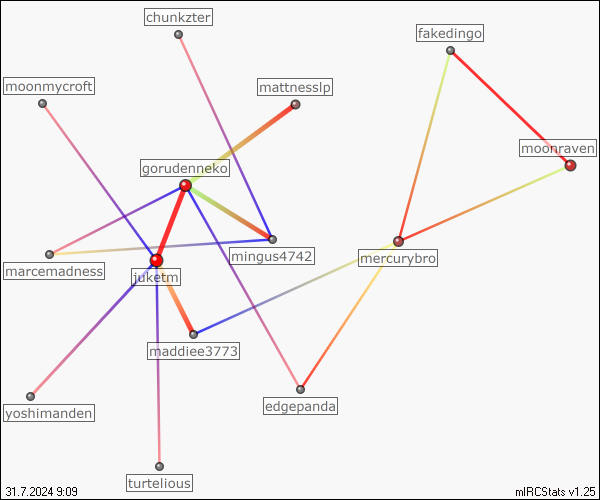 chunkzter
fakedingo
moonmycroft
mattnesslp
moonraven
gorudenneko
mingus4742
mercurybro
marcemadness
juketm
maddiee3773
edgepanda
yoshimanden
turtelious
31.7.2024 9:09
mIRCStats v1.25